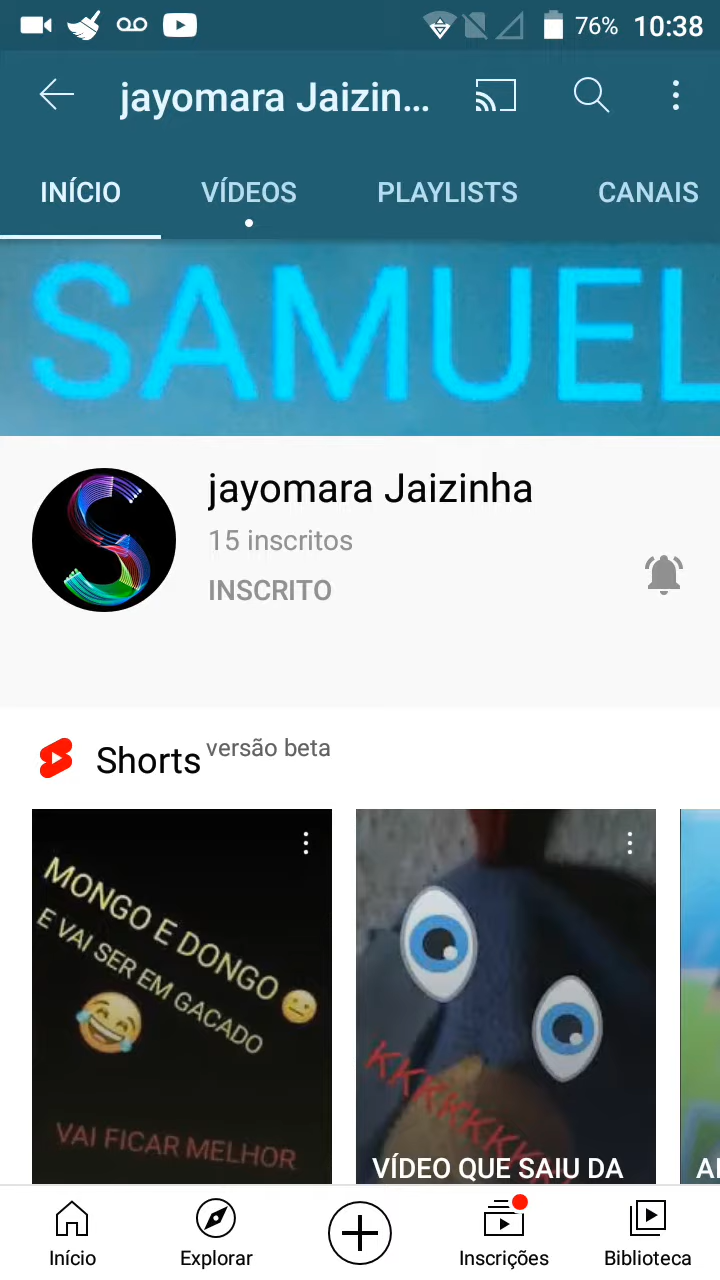 76% 10:38
jayomara Jaizin...
INÍCIO VÍDEOS PLAYLISTS CANAIS
SAMUEL
jayomara Jaizinha
15 inscritos
INSCRITO
Shorts versão beta
MONGO E DONGO
E VAI SER EM GACADO
VAI FICAR MELHOR
KKKKKKKK
VÍDEO QUE SAIU DA
Início Explorar Inscrições Biblioteca